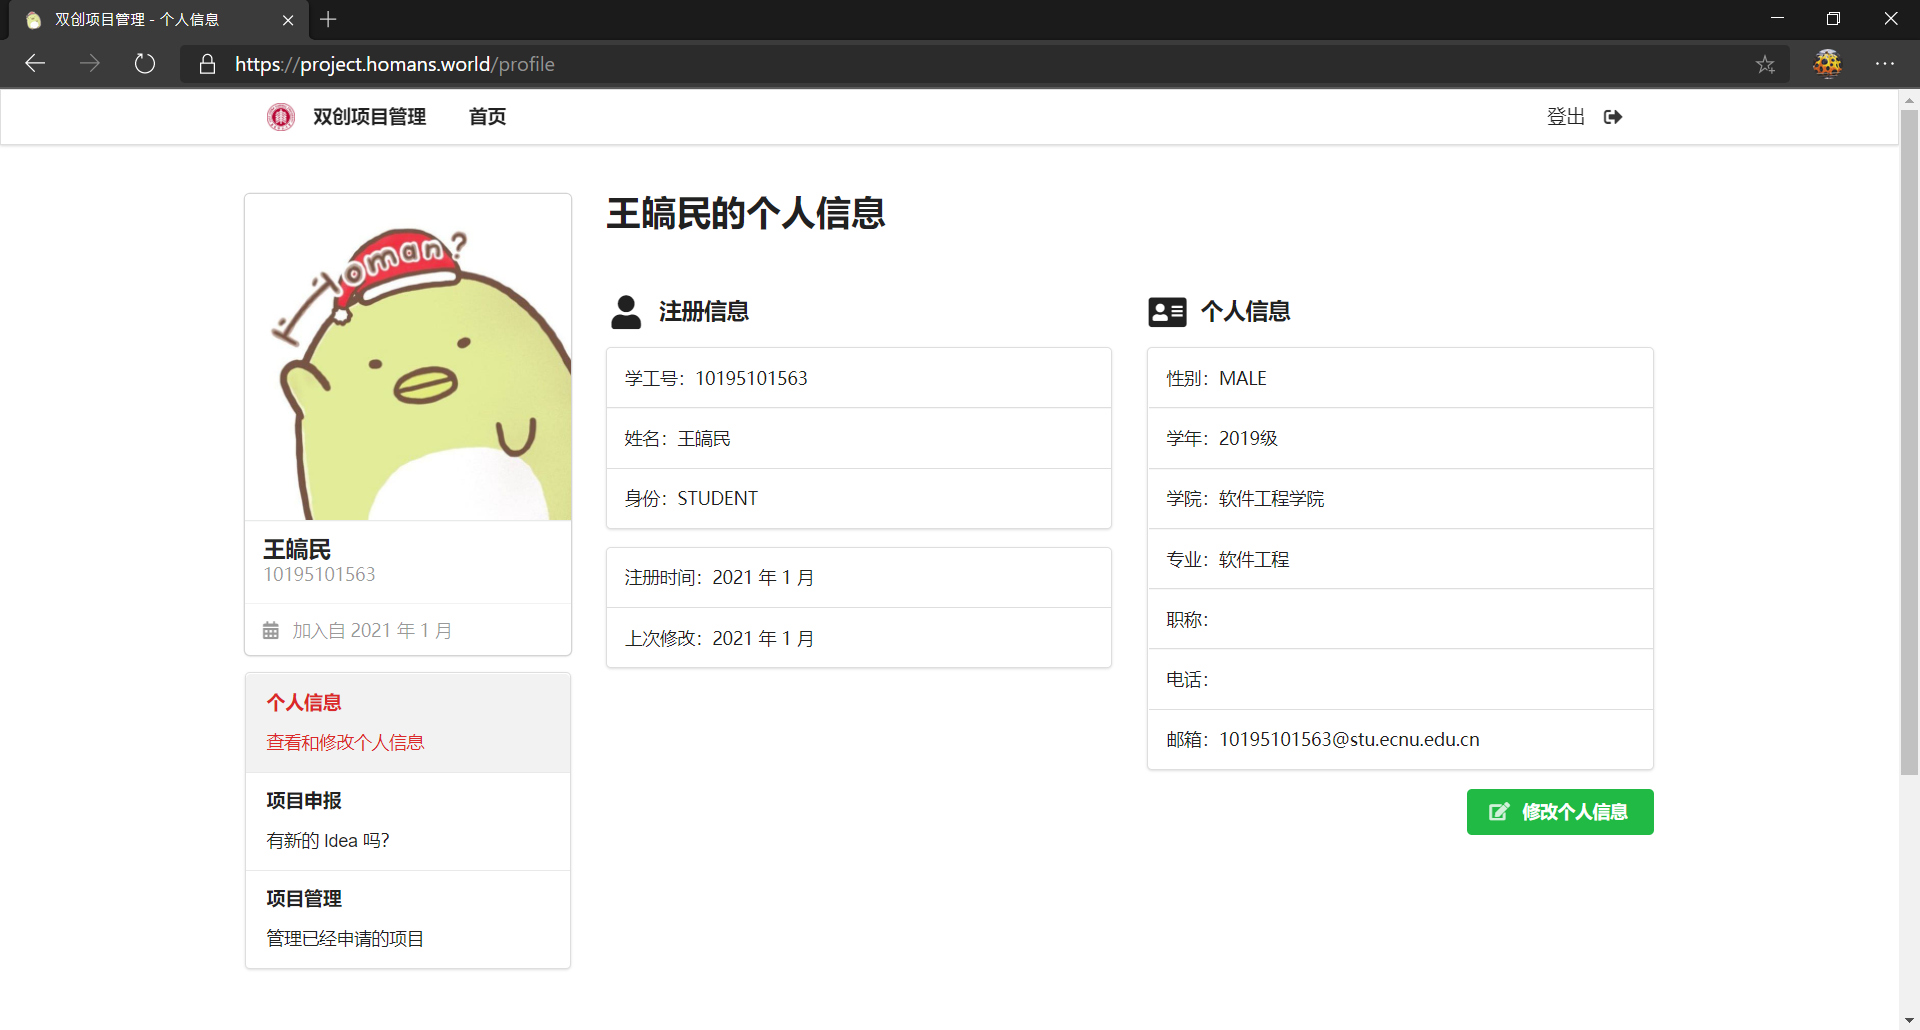 双创项目管理 - 个人信息
https://project.homans.world/profile
双创项目管理 首页 登出
Homan?
王皜民
10195101563
加入自 2021 年 1 月
个人信息
查看和修改个人信息
项目申报
有新的 Idea 吗?
项目管理
管理已经申请的项目
王皜民的个人信息
注册信息
学工号：10195101563
姓名：王皜民
身份：STUDENT
注册时间：2021 年 1 月
上次修改：2021 年 1 月
个人信息
性别：MALE
学年：2019级
学院：软件工程学院
专业：软件工程
职称：
电话：
邮箱：10195101563@stu.ecnu.edu.cn
修改个人信息